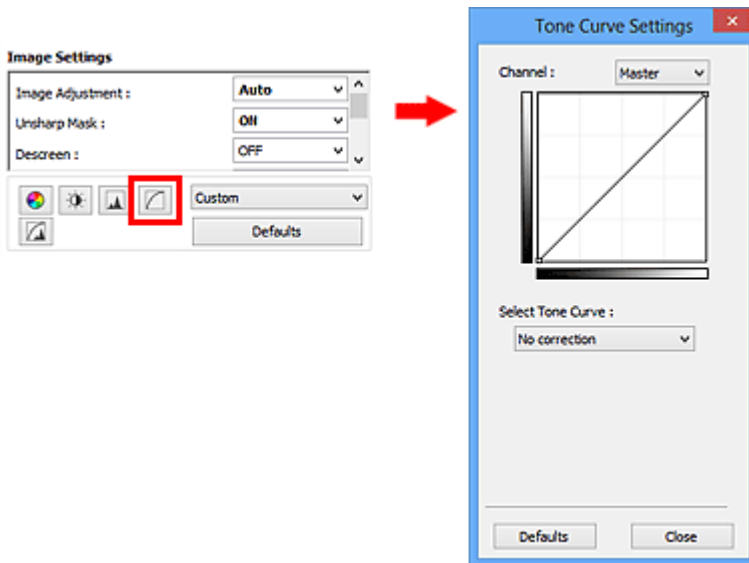 Image Settings
Image Adjustment : Auto
Unsharp Mask : ON
Descreen : OFF
Custom
Defaults
Tone Curve Settings
Channel : Master
Select Tone Curve :
No correction
Defaults Close